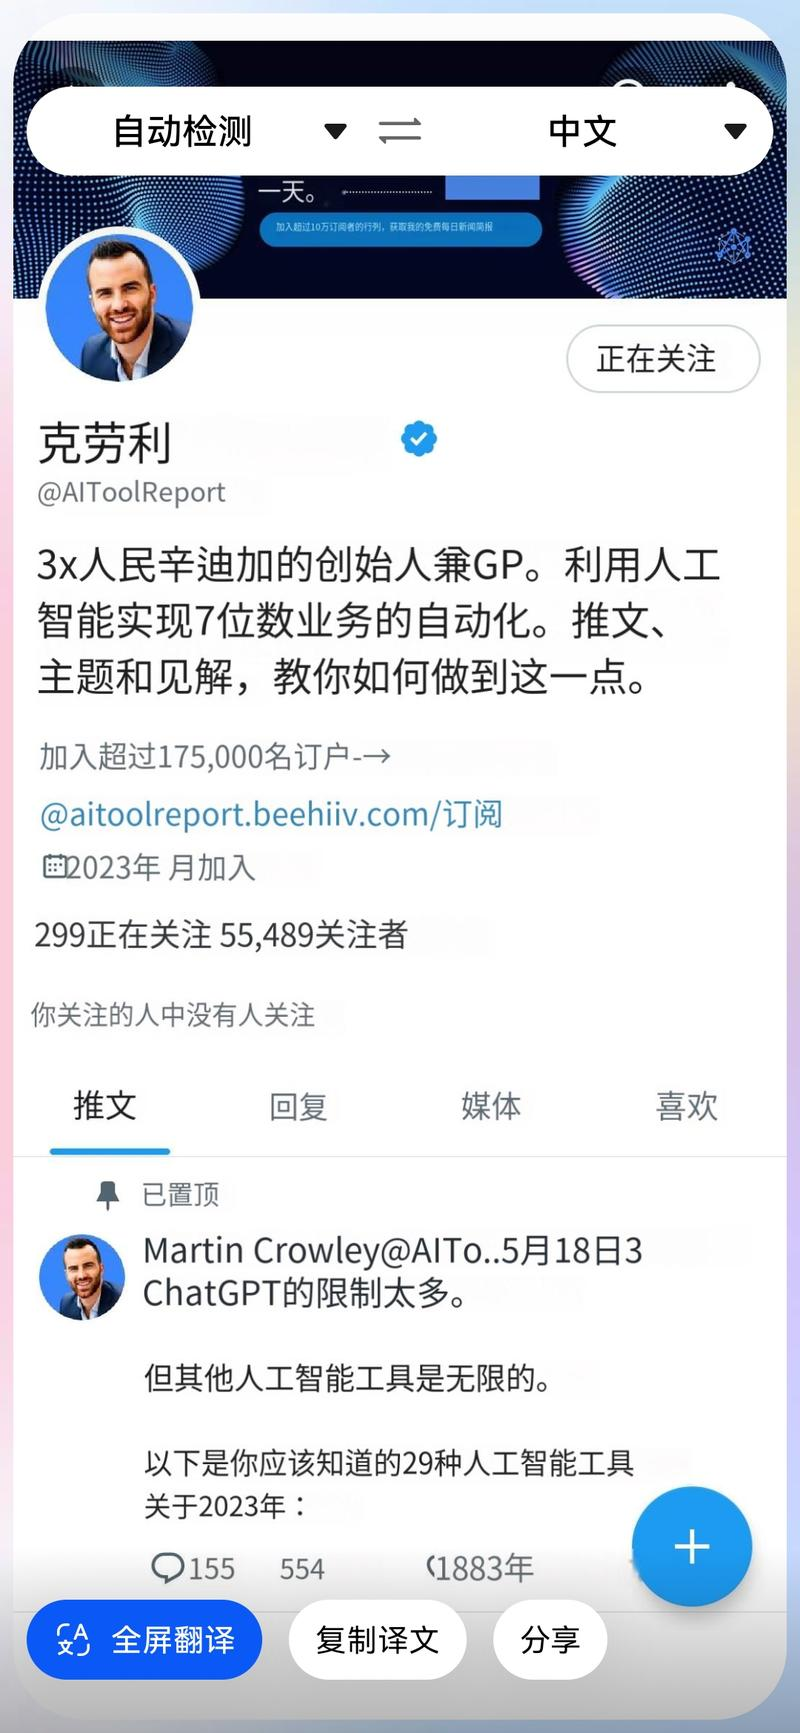 自动检测
中文
一天。
加入超过10万订阅者的行列，获取我的免费每日新闻简报
正在关注
克劳利
@AIToolReport
3x人民辛迪加的创始人兼GP。利用人工
智能实现7位数业务的自动化。推文、
主题和见解，教你如何做到这一点。
加入超过175,000名订户-→
@aitoolreport.beehiiv.com/订阅
2023年 月加入
299正在关注 55,489关注者
你关注的人中没有人关注
推文
回复
媒体
喜欢
已置顶
Martin Crowley@AITo..5月18日3
ChatGPT的限制太多。
但其他人工智能工具是无限的。
以下是你应该知道的29种人工智能工具
关于2023年：
155
554
1883年
全屏翻译
复制译文
分享